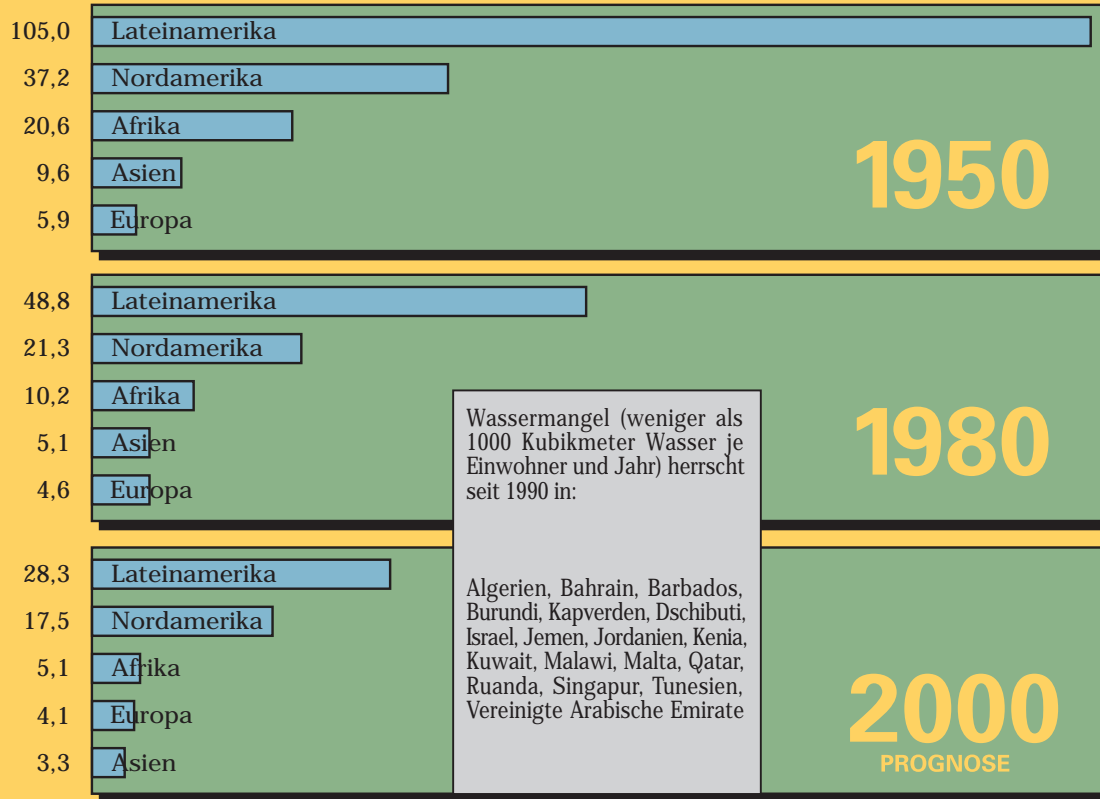 105,0 Lateinamerika
37,2 Nordamerika
20,6 Afrika
9,6 Asien
5,9 Europa
1950
48,8 Lateinamerika
21,3 Nordamerika
10,2 Afrika
5,1 Asien
4,6 Europa
1980
Wassermangel (weniger als
1000 Kubikmeter Wasser je
Einwohner und Jahr) herrscht
seit 1990 in:
Algerien, Bahrain, Barbados,
Burundi, Kapverden, Dschibuti,
Israel, Jemen, Jordanien, Kenia,
Kuwait, Malawi, Malta, Qatar,
Ruanda, Singapur, Tunesien,
Vereinigte Arabische Emirate
28,3 Lateinamerika
17,5 Nordamerika
5,1 Afrika
4,1 Europa
3,3 Asien
2000
PROGNOSE